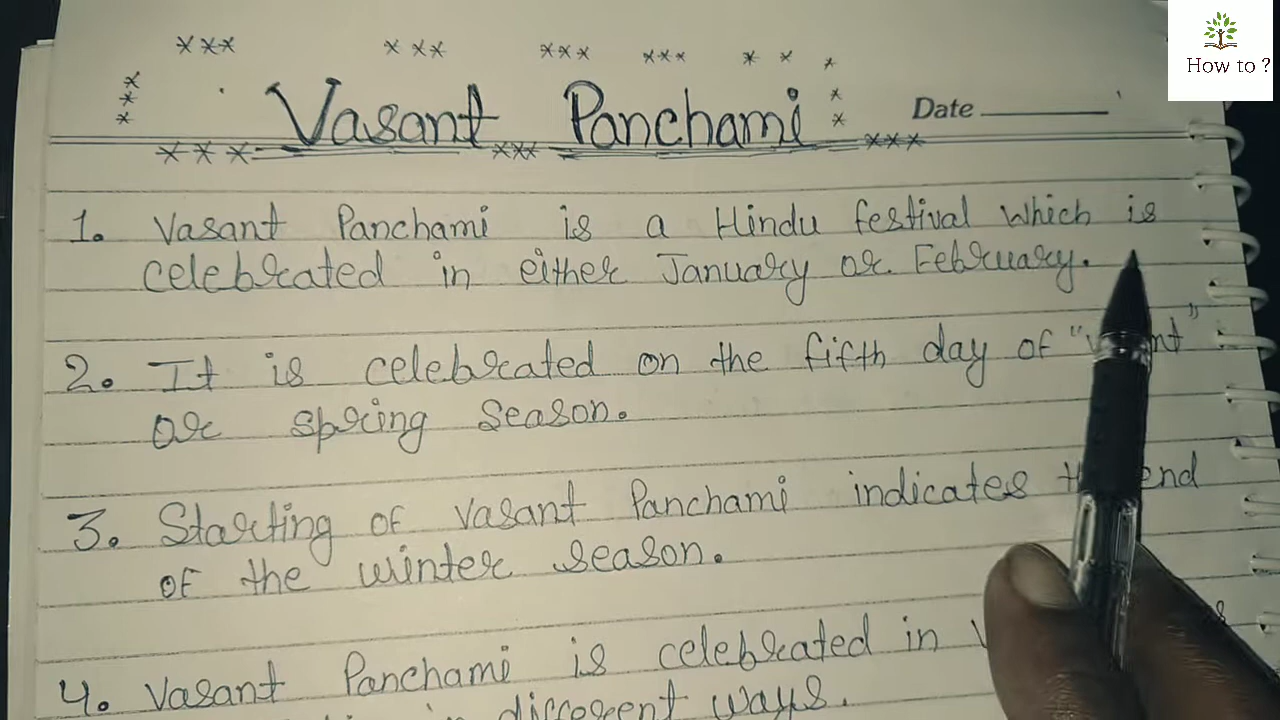 How to ?
Vasant Panchami
Date
1. Vasant Panchami is a Hindu festival which is
celebrated in either January or February.
2. It is celebrated on the fifth day of
or spring season.
3. Starting of Vasant Panchami indicates end
of the winter season.
4. Vasant Panchami is celebrated in
in different ways.